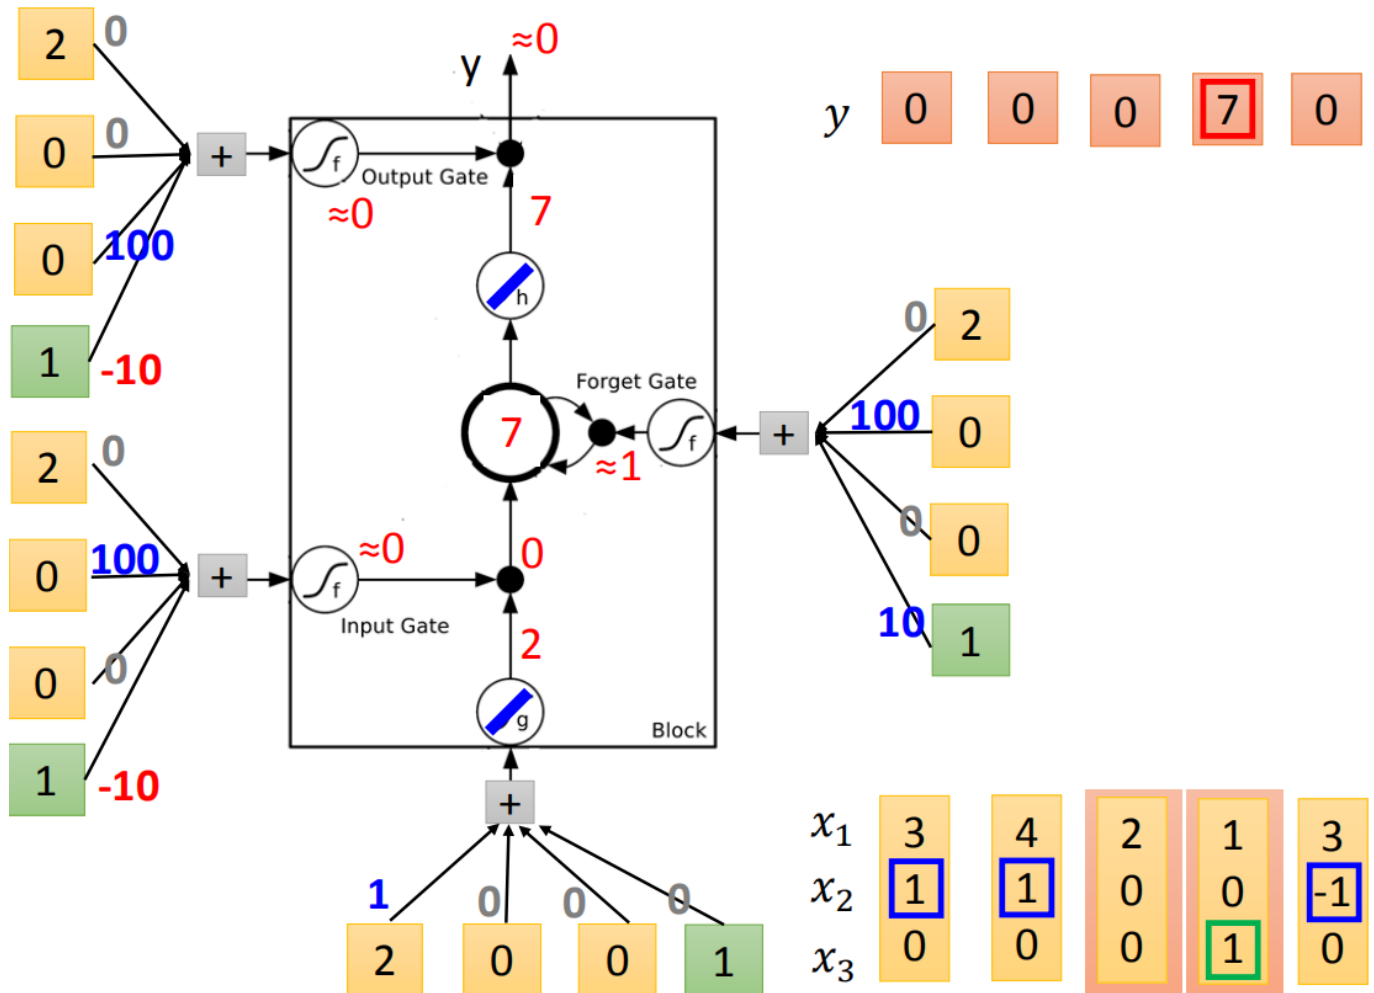 2 0
≈0
y
y 0 0 0 7 0
0 0
+
f
Output Gate
≈0
7
0 100
h
0 2
1 -10
Forget Gate
100 0
7
f
+
≈1
2 0
0 0
0 100
≈0
0
+
f
Input Gate
10 1
2
0 0
g
Block
1 -10
+
x₁ 3 4 2 1 3
x₂ 1 1 0 0 -1
x₃ 0 0 0 1 0
1 0 0 0
2 0 0 1